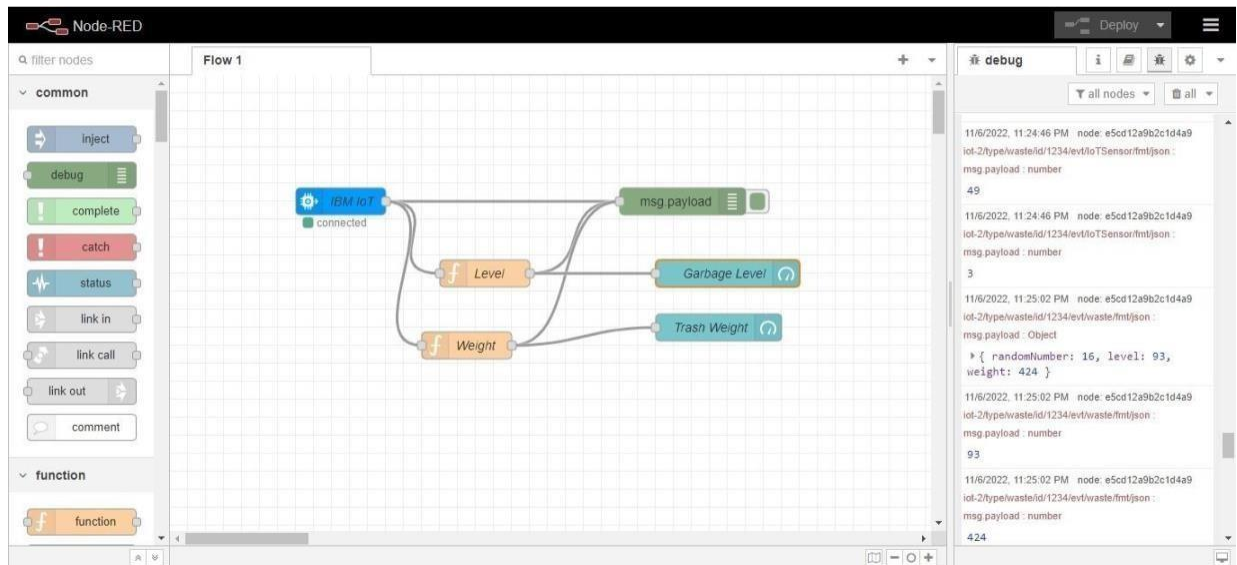 Node-RED
Deploy
filter nodes
common
inject
debug
complete
catch
status
link in
link call
link out
comment
function
function
Flow 1
IBM IoT
connected
Level
Weight
msg.payload
Garbage Level
Trash Weight
debug
i
all nodes
all
11/6/2022, 11:24:46 PM node: e5cd12a9b2c1d4a9
iot-2/type/waste/id/1234/evt/IoTSensor/fmt/json :
msg.payload : number
49
11/6/2022, 11:24:46 PM node: e5cd12a9b2c1d4a9
iot-2/type/waste/id/1234/evt/IoTSensor/fmt/json :
msg.payload : number
3
11/6/2022, 11:25:02 PM node: e5cd12a9b2c1d4a9
iot-2/type/waste/id/1234/evt/waste/fmt/json :
msg.payload : Object
{ randomNumber: 16, level: 93,
weight: 424 }
11/6/2022, 11:25:02 PM node: e5cd12a9b2c1d4a9
iot-2/type/waste/id/1234/evt/waste/fmt/json :
msg.payload : number
93
11/6/2022, 11:25:02 PM node: e5cd12a9b2c1d4a9
iot-2/type/waste/id/1234/evt/waste/fmt/json :
msg.payload : number
424